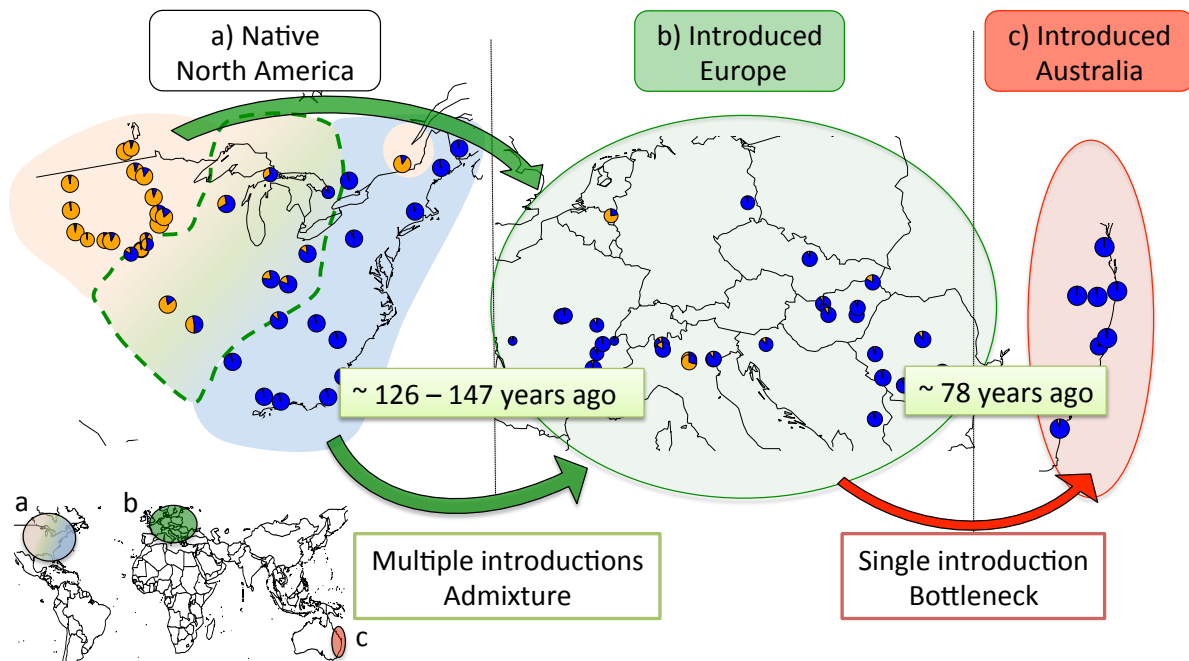 a) Native
North America
b) Introduced
Europe
c) Introduced
Australia
~ 126 – 147 years ago
~ 78 years ago
a
b
c
Multiple introductions
Admixture
Single introduction
Bottleneck